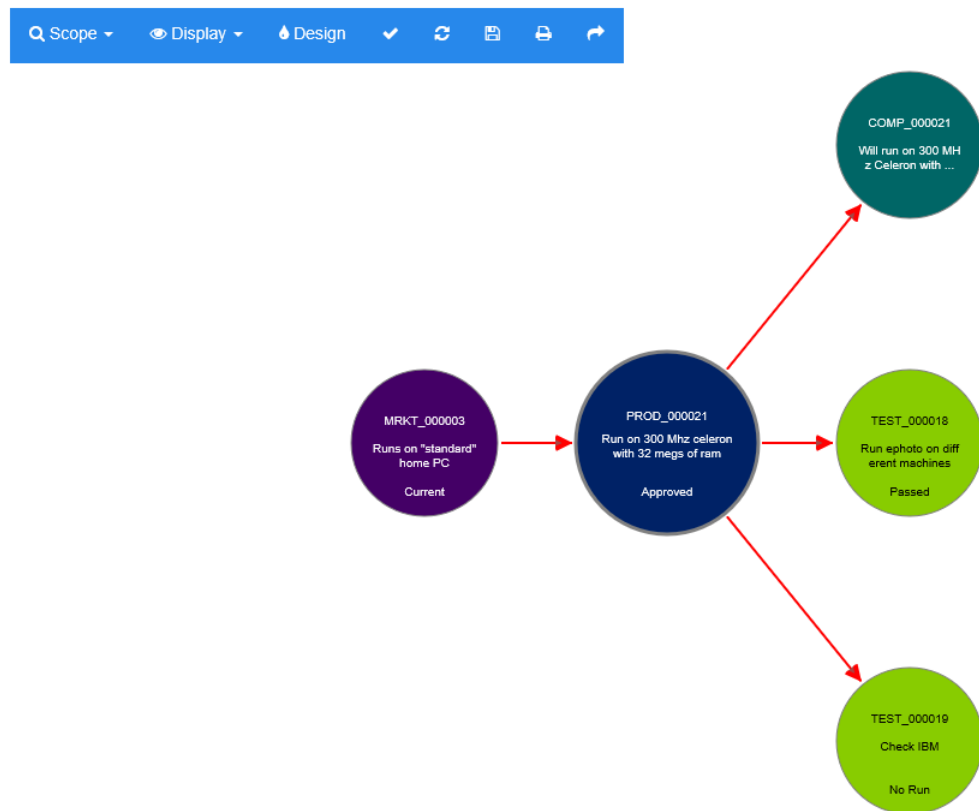 Scope Display Design
COMP_000021
Will run on 300 MH
z Celeron with ...
MRKT_000003
Runs on "standard"
home PC
Current
PROD_000021
Run on 300 Mhz celeron
with 32 megs of ram
Approved
TEST_000018
Run ephoto on diff
erent machines
Passed
TEST_000019
Check IBM
No Run